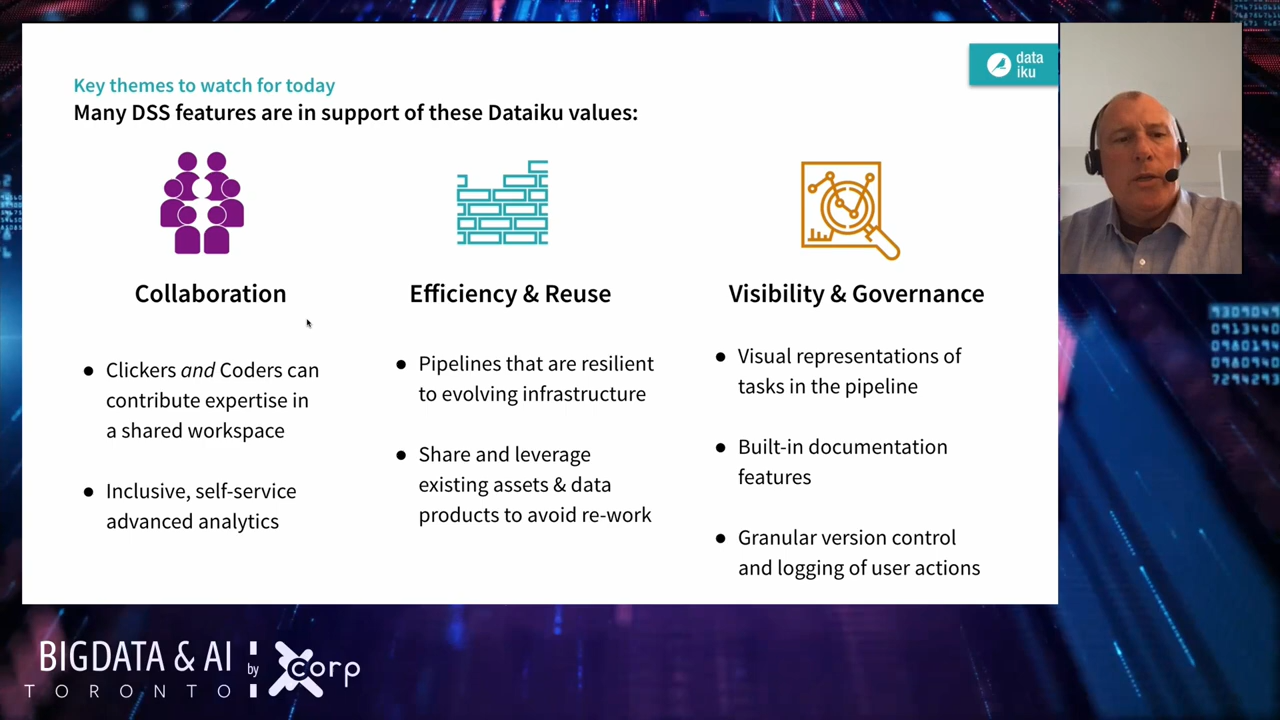 Key themes to watch for today
Many DSS features are in support of these Dataiku values:
data
iku
Collaboration
● Clickers and Coders can
contribute expertise in
a shared workspace
● Inclusive, self-service
advanced analytics
Efficiency & Reuse
● Pipelines that are resilient
to evolving infrastructure
● Share and leverage
existing assets & data
products to avoid re-work
Visibility & Governance
● Visual representations of
tasks in the pipeline
● Built-in documentation
features
● Granular version control
and logging of user actions
9309049
0913440
0980960
7294293
BIGDATA & AI
TORONTO
by
corp